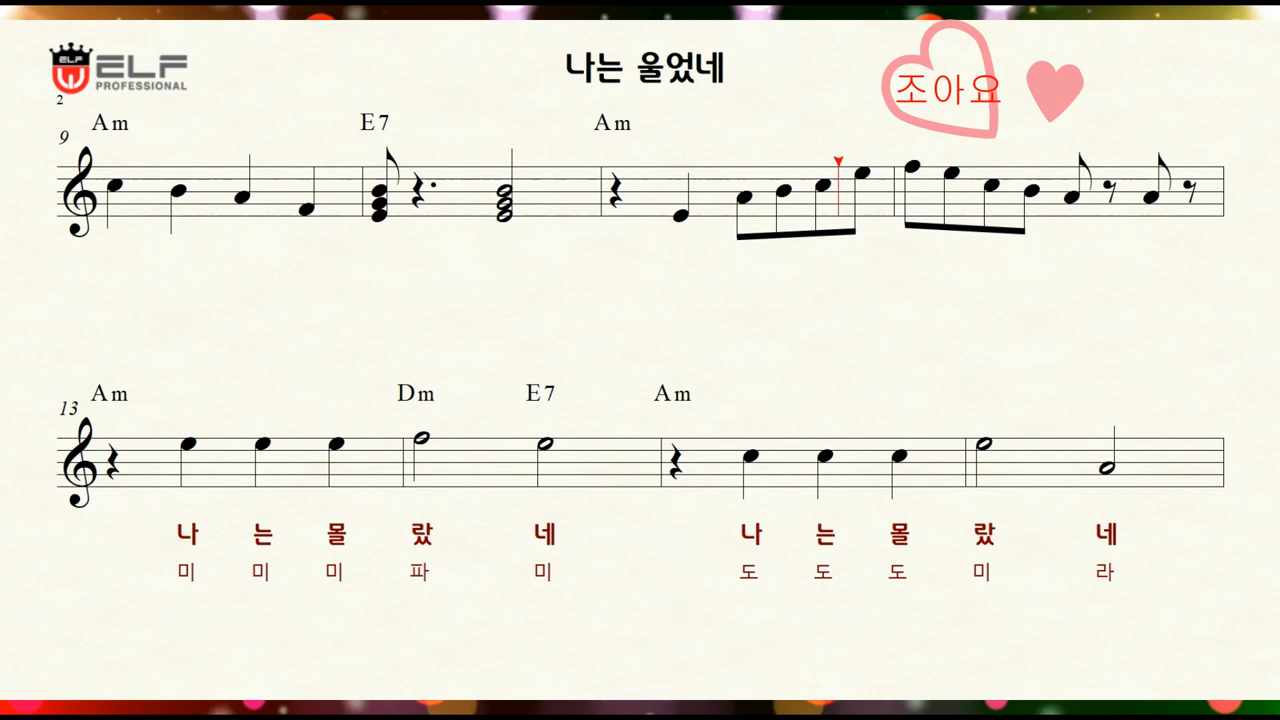 ELF
ELF
PROFESSIONAL
나는 울었네
조아요
2
Am E7 Am
9
Am Dm E7 Am
13
나 는 몰 랐 네 나 는 몰 랐 네
미 미 미 파 미 도 도 도 미 라